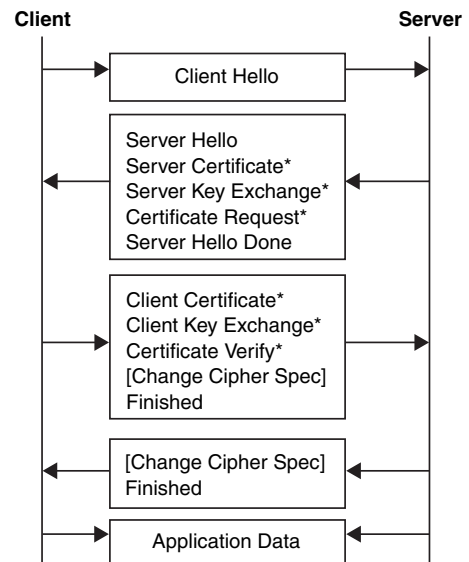 Client
Server
Client Hello
Server Hello
Server Certificate*
Server Key Exchange*
Certificate Request*
Server Hello Done
Client Certificate*
Client Key Exchange*
Certificate Verify*
[Change Cipher Spec]
Finished
[Change Cipher Spec]
Finished
Application Data